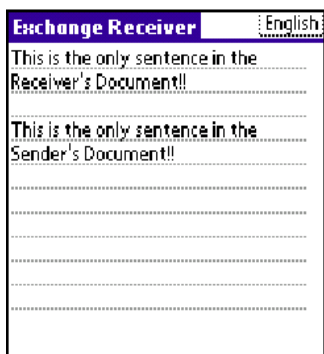 Exchange Receiver
English
This is the only sentence in the
Receiver's Document!!
This is the only sentence in the
Sender's Document!!